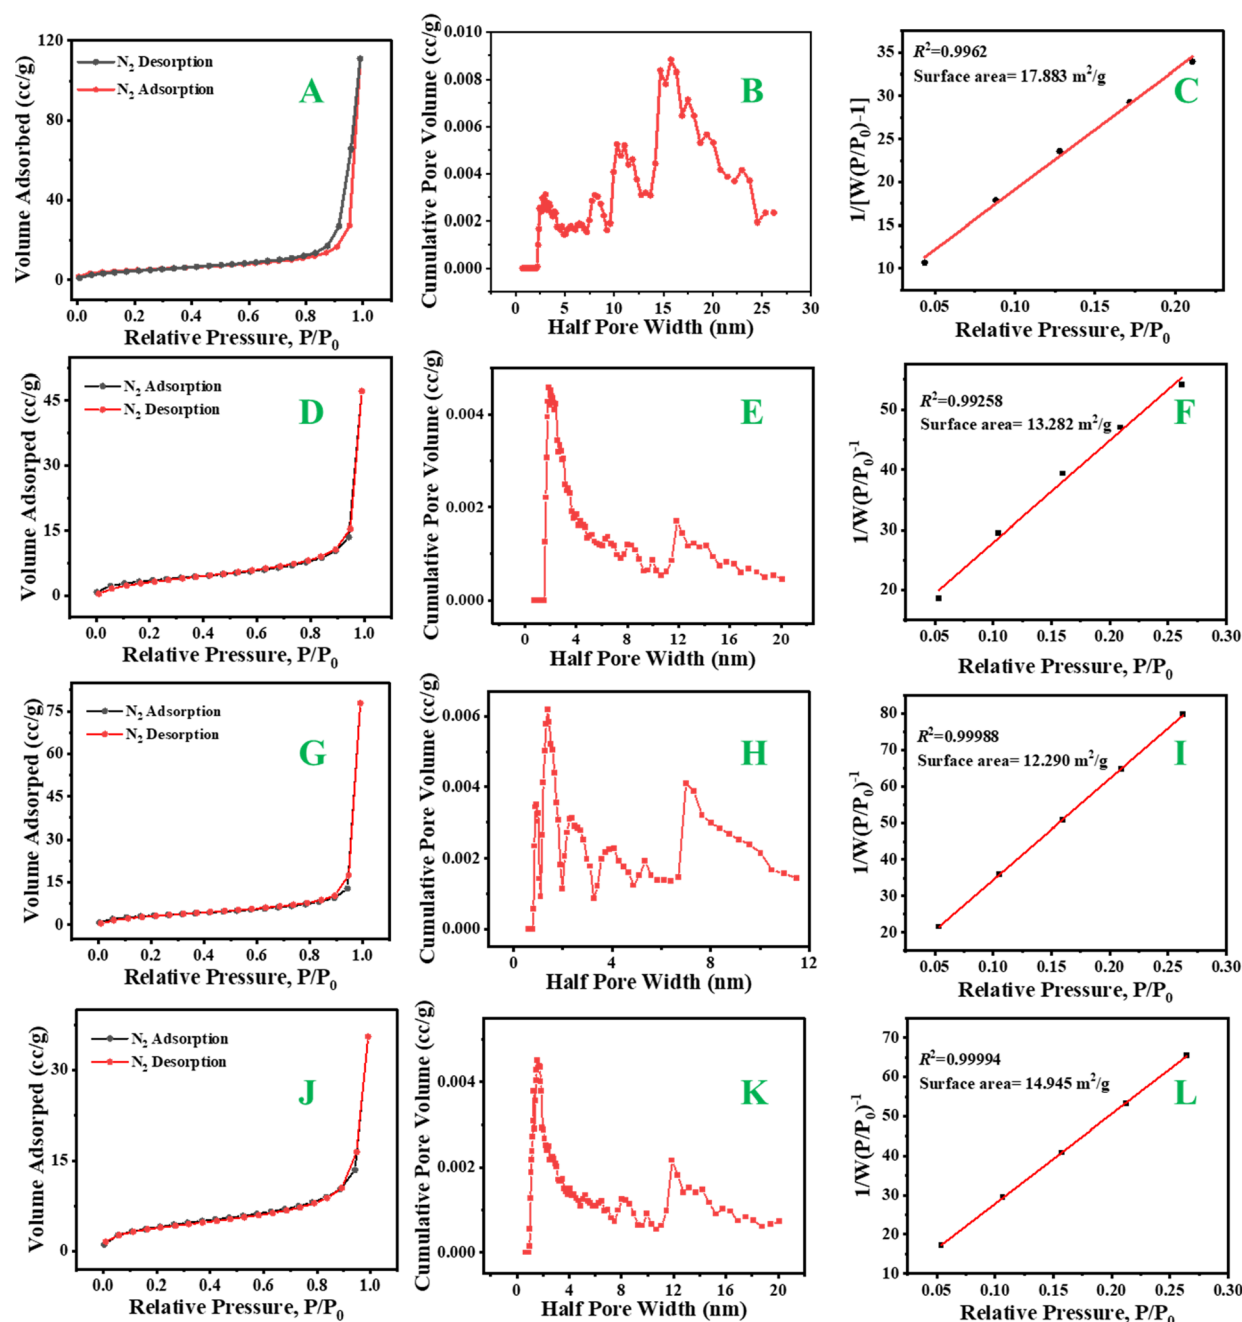 Volume Adsorbed (cc/g)
120
80
40
0
N₂ Desorption
N₂ Adsorption
A
0.0 0.2 0.4 0.6 0.8 1.0
Relative Pressure, P/P₀
Cumulative Pore Volume (cc/g)
0.010
0.008
0.006
0.004
0.002
0.000
B
0 5 10 15 20 25 30
Half Pore Width (nm)
1/[W(P/P₀)-1]
35
30
25
20
15
10
R²=0.9962
Surface area= 17.883 m²/g
C
0.05 0.10 0.15 0.20
Relative Pressure, P/P₀
Volume Adsorped (cc/g)
45
30
15
0
N₂ Adsorption
N₂ Desorption
D
0.0 0.2 0.4 0.6 0.8 1.0
Relative Pressure, P/P₀
Cumulative Pore Volume (cc/g)
0.004
0.002
0.000
E
0 4 8 12 16 20
Half Pore Width (nm)
1/W(P/P₀)⁻¹
50
40
30
20
R²=0.99258
Surface area= 13.282 m²/g
F
0.05 0.10 0.15 0.20 0.25 0.30
Relative Pressure, P/P₀
Volume Adsorped (cc/g)
75
60
45
30
15
0
N₂ Adsorption
N₂ Desorption
G
0.0 0.2 0.4 0.6 0.8 1.0
Relative Pressure, P/P₀
Cumulative Pore Volume (cc/g)
0.006
0.004
0.002
0.000
H
0 4 8 12
Half Pore Width (nm)
1/W(P/P₀)⁻¹
80
70
60
50
40
30
20
R²=0.99988
Surface area= 12.290 m²/g
I
0.05 0.10 0.15 0.20 0.25 0.30
Relative Pressure, P/P₀
Volume Adsorped (cc/g)
30
15
0
N₂ Adsorption
N₂ Desorption
J
0.0 0.2 0.4 0.6 0.8 1.0
Relative Pressure, P/P₀
Cumulative Pore Volume (cc/g)
0.004
0.002
0.000
K
0 4 8 12 16 20
Half Pore Width (nm)
1/W(P/P₀)⁻¹
70
60
50
40
30
20
10
R²=0.99994
Surface area= 14.945 m²/g
L
0.05 0.10 0.15 0.20 0.25 0.30
Relative Pressure, P/P₀